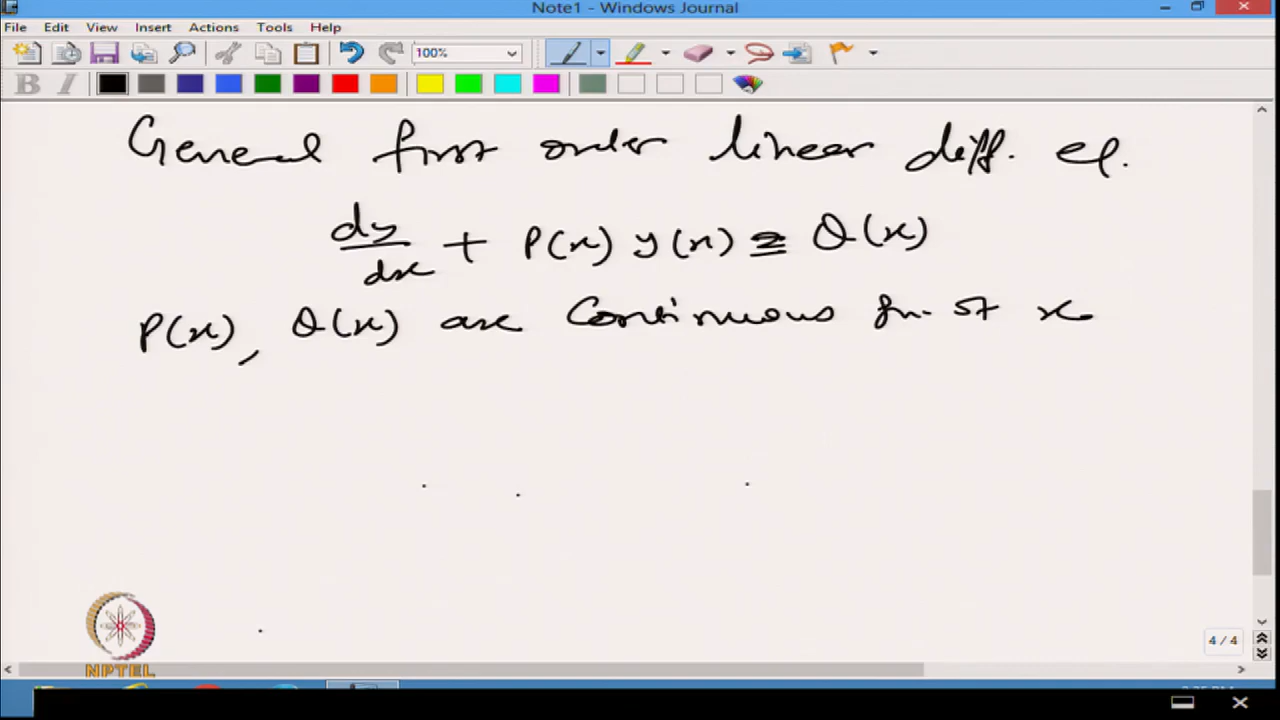 Note1 - Windows Journal
File Edit View Insert Actions Tools Help
100%
B I
General first order linear diff. eq.
dy/dx + P(x) y(x) = Q(x)
P(x), Q(x) are continuous fn. of x
4 / 4
NPTEL